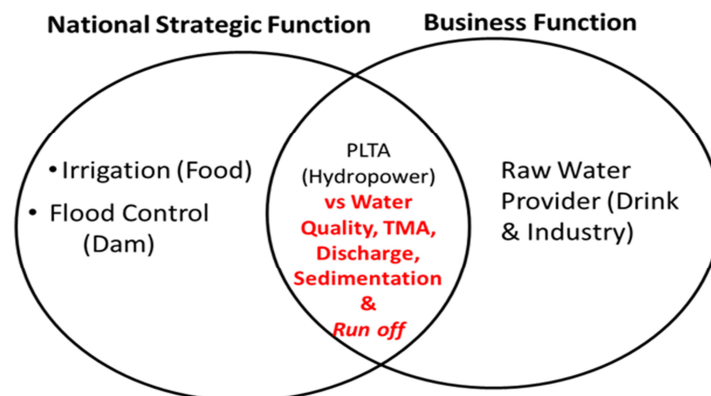 National Strategic Function
Business Function
• Irrigation (Food)
• Flood Control
(Dam)
PLTA
(Hydropower)
vs Water
Quality, TMA,
Discharge,
Sedimentation
&
Run off
Raw Water
Provider (Drink
& Industry)